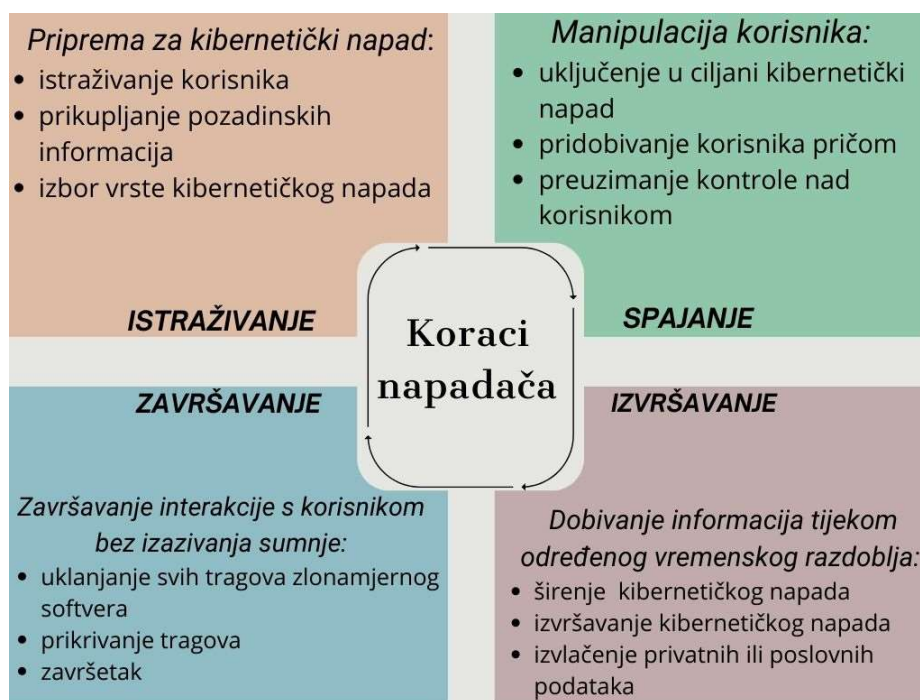 Priprema za kibernetički napad:
• istraživanje korisnika
• prikupljanje pozadinskih
informacija
• izbor vrste kibernetičkog napada
ISTRAŽIVANJE
Manipulacija korisnika:
• uključenje u ciljani kibernetički
napad
• pridobivanje korisnika pričom
• preuzimanje kontrole nad
korisnikom
SPAJANJE
Koraci
napadača
ZAVRŠAVANJE
Završavanje interakcije s korisnikom
bez izazivanja sumnje:
• uklanjanje svih tragova zlonamjernog
softvera
• prikrivanje tragova
• završetak
IZVRŠAVANJE
Dobivanje informacija tijekom
određenog vremenskog razdoblja:
• širenje kibernetičkog napada
• izvršavanje kibernetičkog napada
• izvlačenje privatnih ili poslovnih
podataka